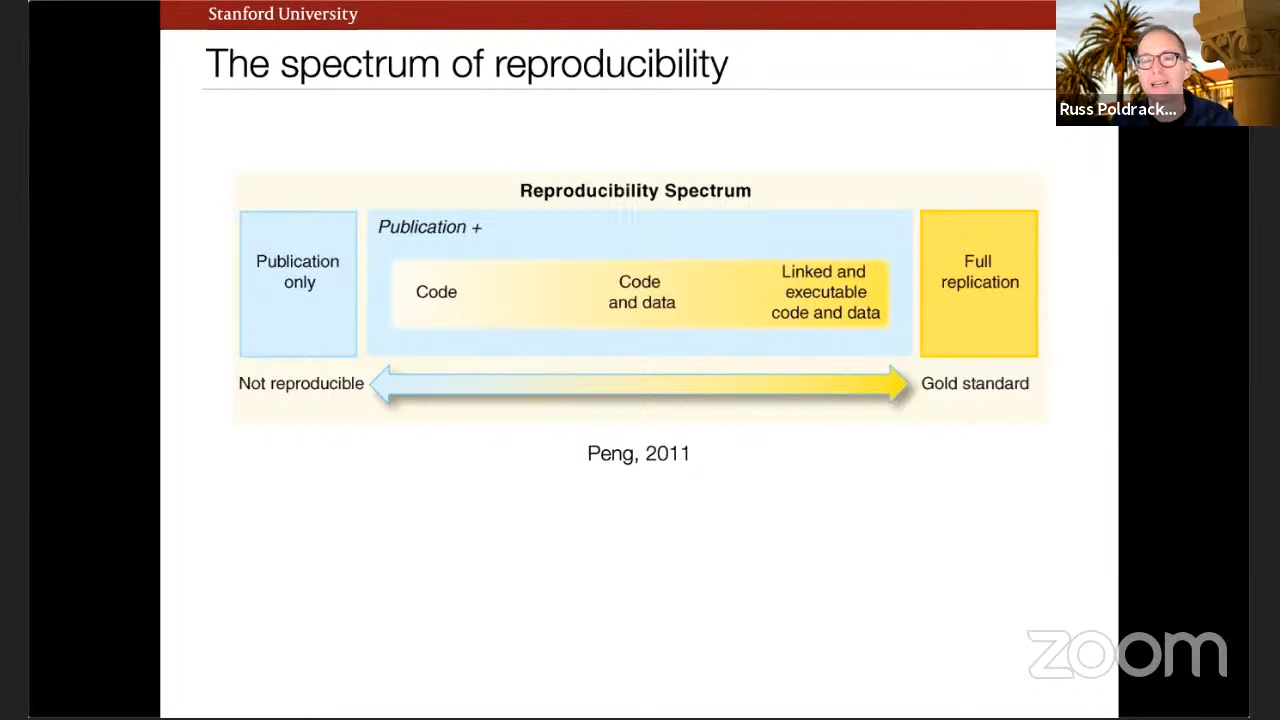 Stanford University
The spectrum of reproducibility
Russ Poldrack...
Reproducibility Spectrum
Publication
only
Publication +
Code
Code
and data
Linked and
executable
code and data
Full
replication
Not reproducible
Gold standard
Peng, 2011
zoom